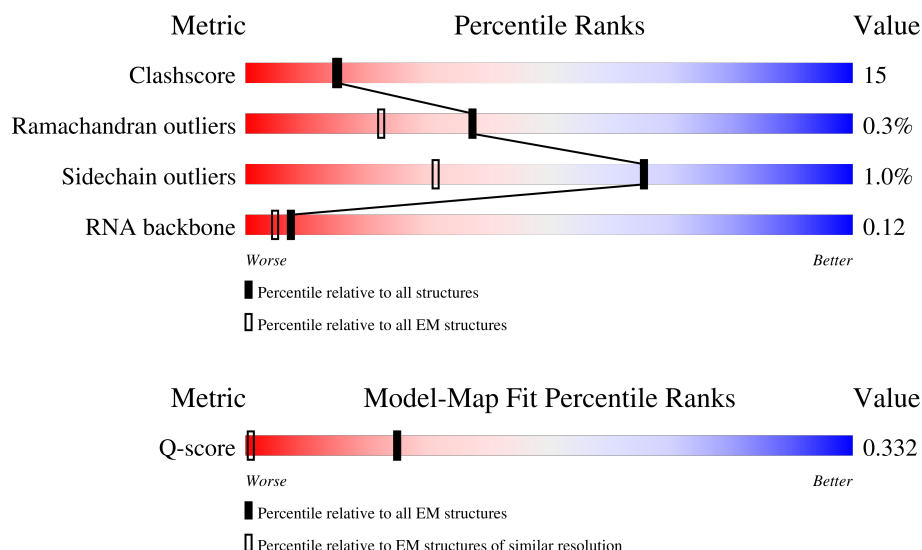 Metric Percentile Ranks Value
Clashscore 15
Ramachandran outliers 0.3%
Sidechain outliers 1.0%
RNA backbone 0.12
Worse Better
Percentile relative to all structures
Percentile relative to all EM structures
Metric Model-Map Fit Percentile Ranks Value
Q-score 0.332
Worse Better
Percentile relative to all EM structures
Percentile relative to EM structures of similar resolution